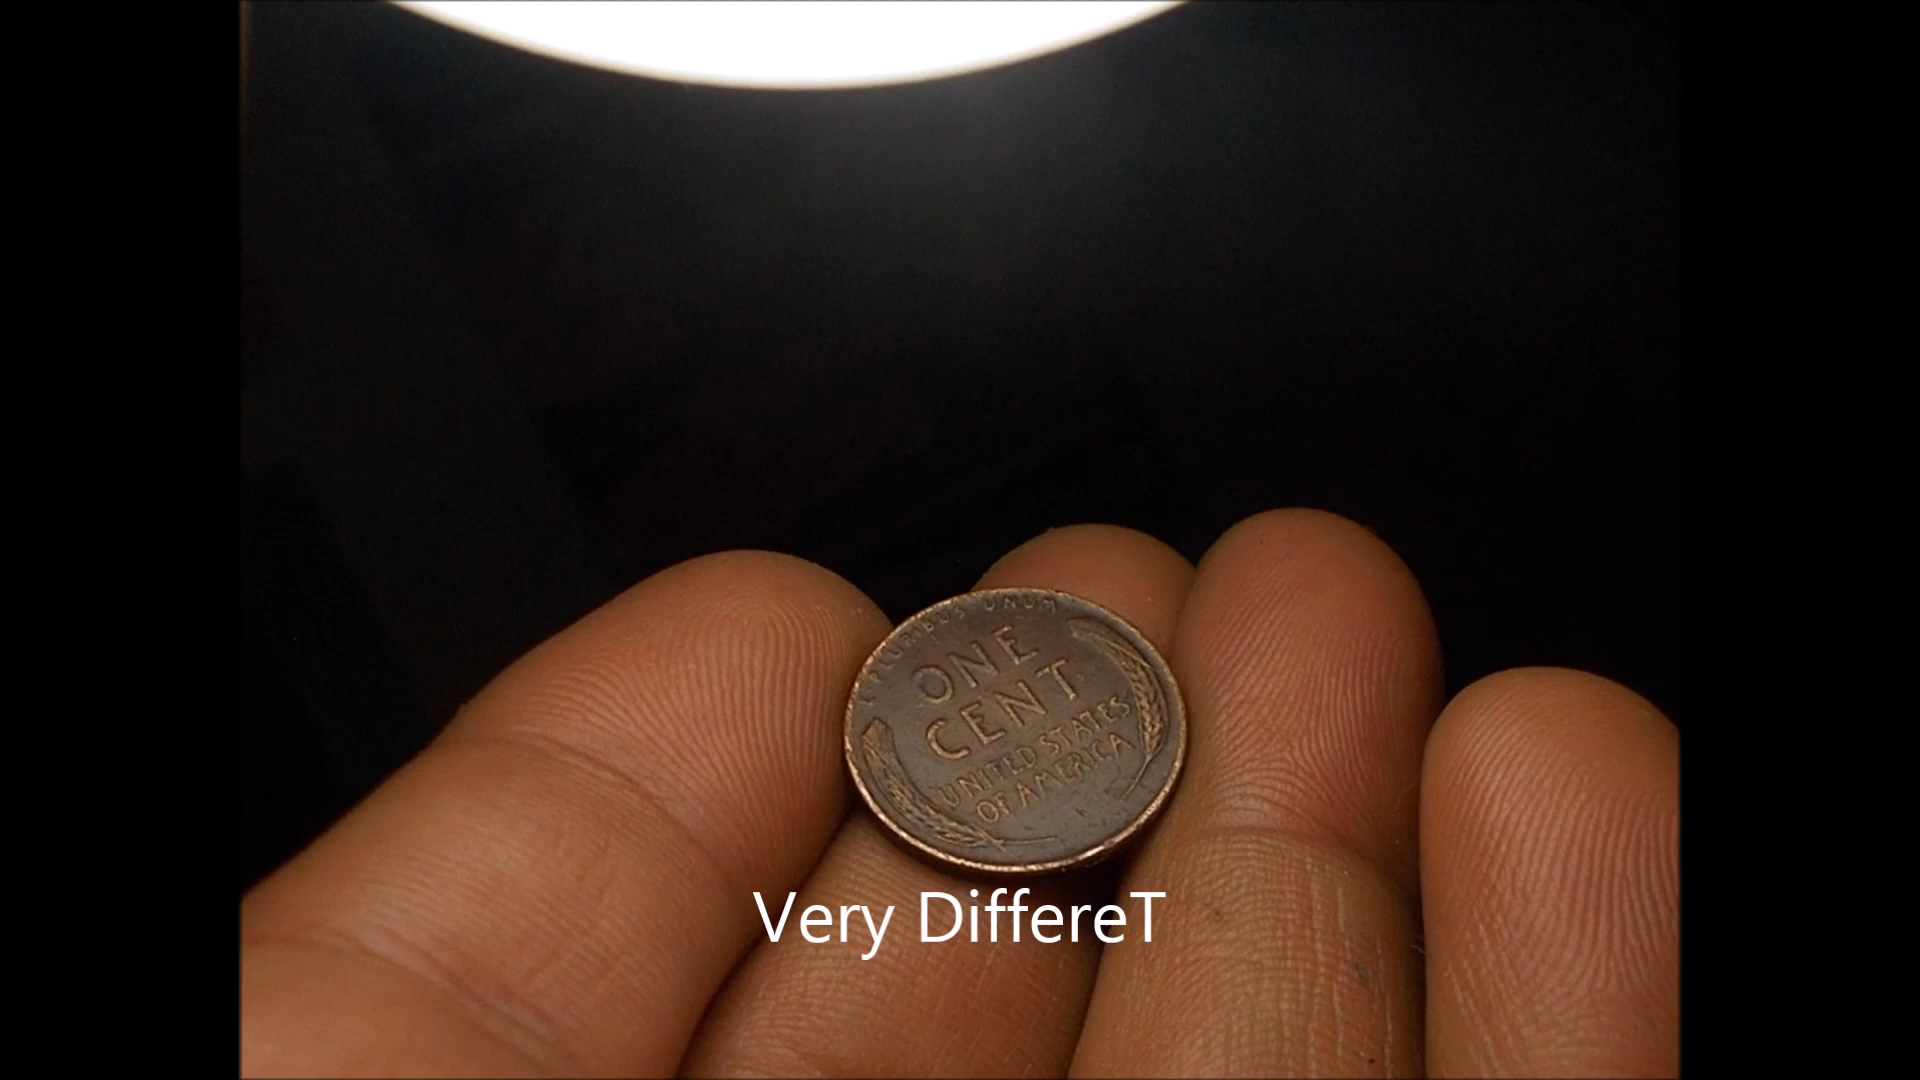 E PLURIBUS UNUM
ONE
CENT
UNITED STATES
OF AMERICA
Very DiffereT